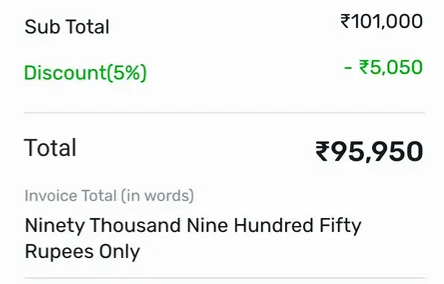 Sub Total ₹101,000
Discount(5%) - ₹5,050
Total ₹95,950
Invoice Total (in words)
Ninety Thousand Nine Hundred Fifty
Rupees Only